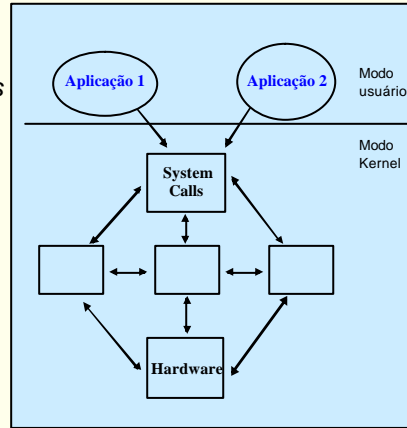 s
Aplicação 1
Aplicação 2
Modo
usuário
Modo
Kernel
System
Calls
Hardware